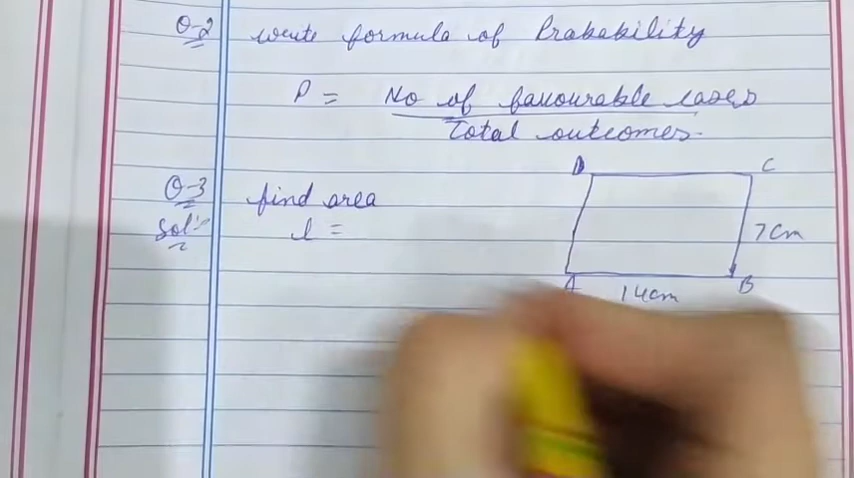 Q-2 write formula of Probability
P = No of favourable cases
Total outcomes.
D C
Q-3 find area
Sol:- l =
7cm
A B
14cm